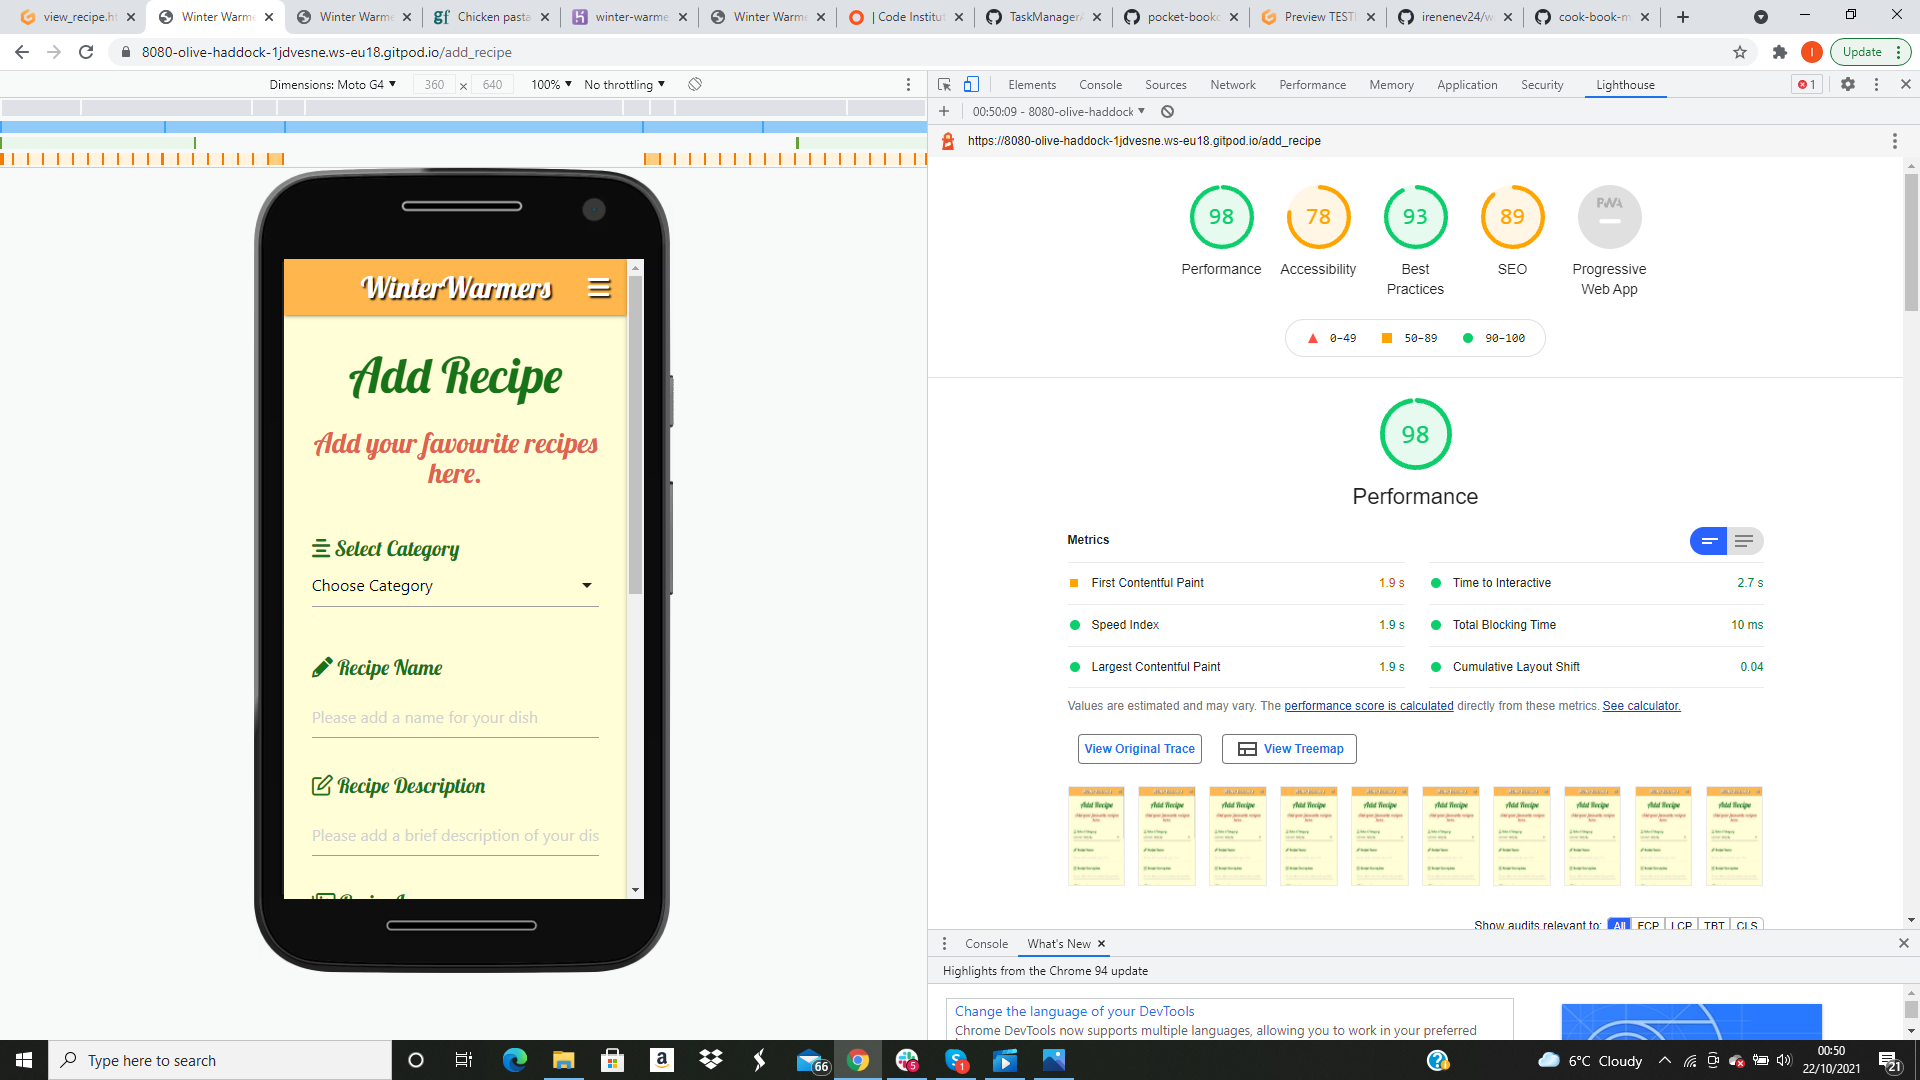 view_recipe.ht
Winter Warme
Winter Warme
Chicken pasta
winter-warme
Winter Warme
| Code Institut
TaskManagerA
pocket-bookc
Preview TESTI
irenenev24/w
cook-book-m
8080-olive-haddock-1jdvesne.ws-eu18.gitpod.io/add_recipe
I
Update
Dimensions: Moto G4
360
x
640
100%
No throttling
Elements
Console
Sources
Network
Performance
Memory
Application
Security
Lighthouse
1
00:50:09 - 8080-olive-haddock
https://8080-olive-haddock-1jdvesne.ws-eu18.gitpod.io/add_recipe
98
78
93
89
PWA
Performance
Accessibility
Best
Practices
SEO
Progressive
Web App
0–49
50–89
90–100
98
Performance
Metrics
First Contentful Paint
1.9 s
Time to Interactive
2.7 s
Speed Index
1.9 s
Total Blocking Time
10 ms
Largest Contentful Paint
1.9 s
Cumulative Layout Shift
0.04
Values are estimated and may vary. The performance score is calculated directly from these metrics. See calculator.
View Original Trace
View Treemap
Show audits relevant to:
All
FCP
LCP
TBT
CLS
WinterWarmers
Add Recipe
Add your favourite recipes
here.
Select Category
Choose Category
Recipe Name
Please add a name for your dish
Recipe Description
Please add a brief description of your dis
Console
What's New
Highlights from the Chrome 94 update
Change the language of your DevTools
Chrome DevTools now supports multiple languages, allowing you to work in your preferred
Type here to search
66
5
1
6°C Cloudy
00:50
22/10/2021
21